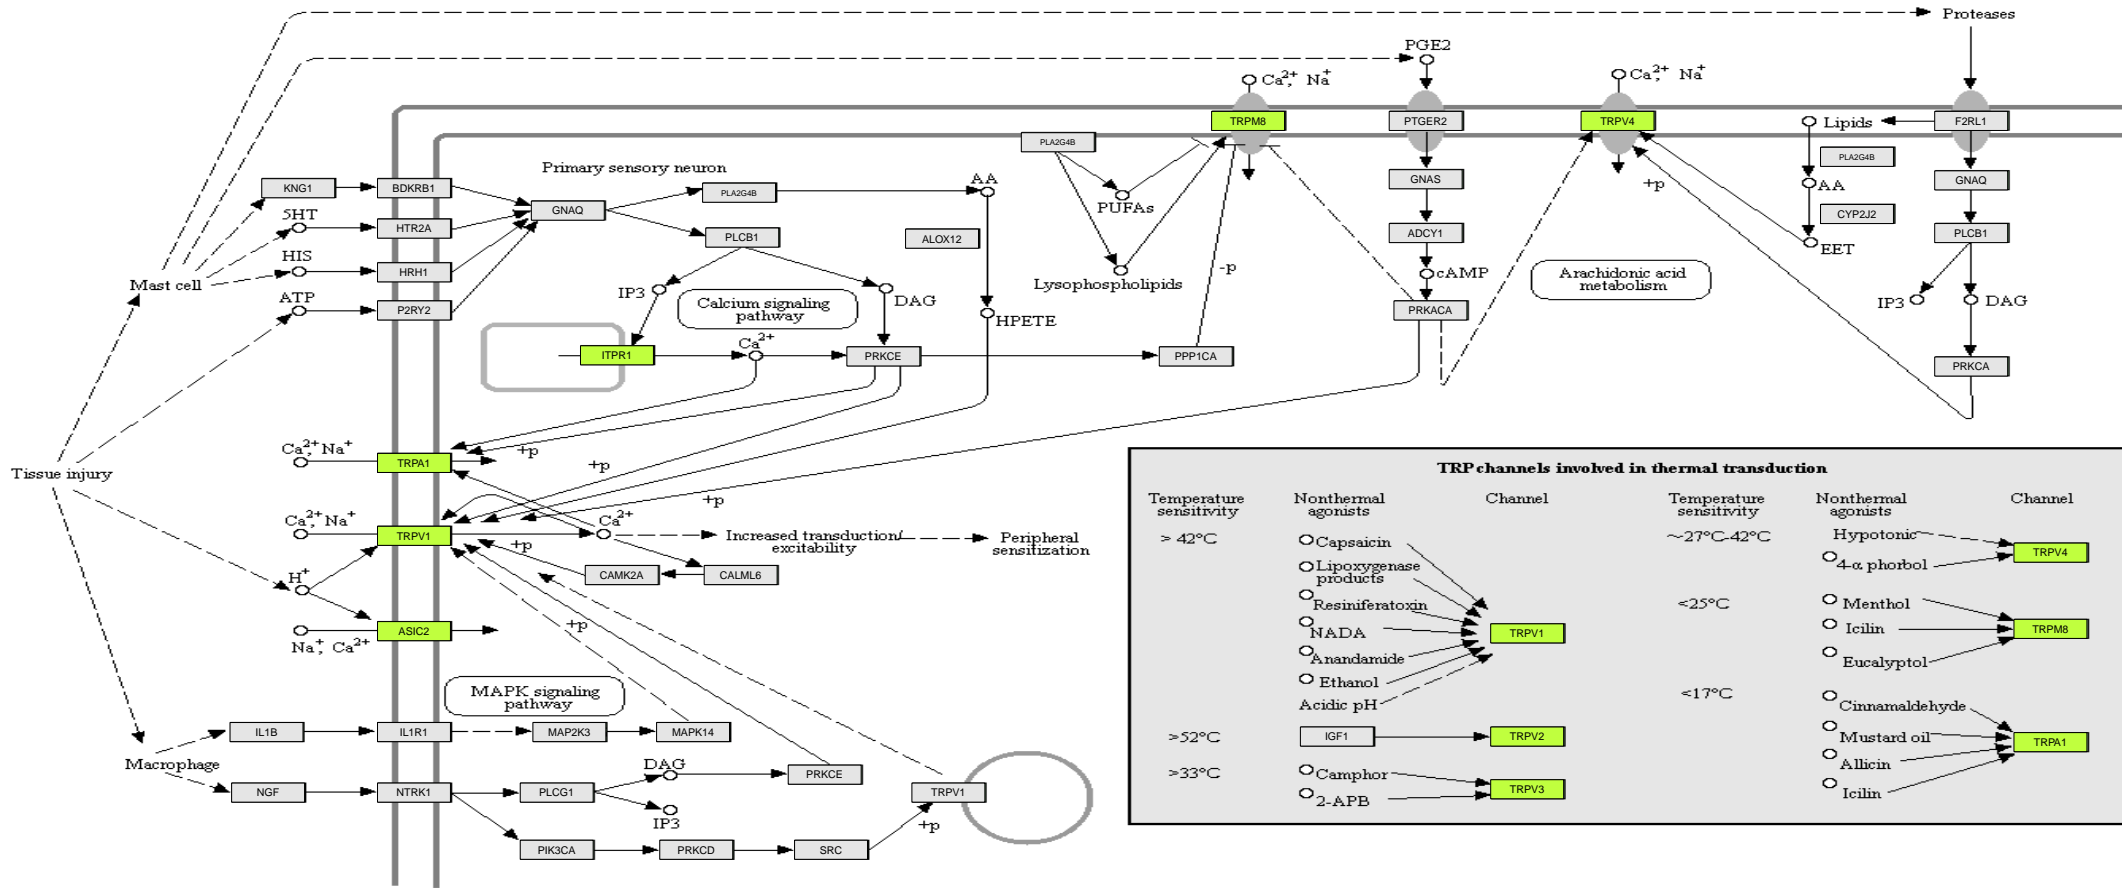 Proteases
PGE2
Ca2+, Na+
Ca2+, Na+
TRPM8
PTGER2
TRPV4
Lipids
F2RL1
PLA2G4B
PLA2G4B
Primary sensory neuron
KNG1
BDKRB1
PLA2G4B
AA
PUFAs
GNAS
+p
AA
GNAQ
5HT
HTR2A
GNAQ
CYP2J2
PLCB1
ALOX12
ADCY1
PLCB1
EET
HIS
HRH1
-p
cAMP
Arachidonic acid
metabolism
Mast cell
Lysophospholipids
IP3
Calcium signaling
pathway
DAG
IP3
DAG
ATP
P2RY2
PRKACA
HPETE
Ca2+
ITPR1
PRKCE
PPP1CA
PRKCA
Ca2+, Na+
TRPA1
+p
+p
Tissue injury
+p
Ca2+, Na+
TRPV1
Ca2+
Increased transduction/
excitability
Peripheral
sensitization
+p
CAMK2A
CALML6
H+
ASIC2
+p
Na+, Ca2+
MAPK signaling
pathway
IL1B
IL1R1
MAP2K3
MAPK14
Macrophage
DAG
PRKCE
NGF
NTRK1
PLCG1
TRPV1
IP3
+p
PIK3CA
PRKCD
SRC
TRP channels involved in thermal transduction
Temperature
sensitivity
Nonthermal
agonists
Channel
Temperature
sensitivity
Nonthermal
agonists
Channel
> 42°C
Capsaicin
Lipoxygenase
products
Resiniferatoxin
NADA
Anandamide
Ethanol
Acidic pH
TRPV1
>52°C
IGF1
TRPV2
>33°C
Camphor
2-APB
TRPV3
~27°C-42°C
Hypotonic
4-α phorbol
TRPV4
<25°C
Menthol
Icilin
Eucalyptol
TRPM8
<17°C
Cinnamaldehyde
Mustard oil
Allicin
Icilin
TRPA1